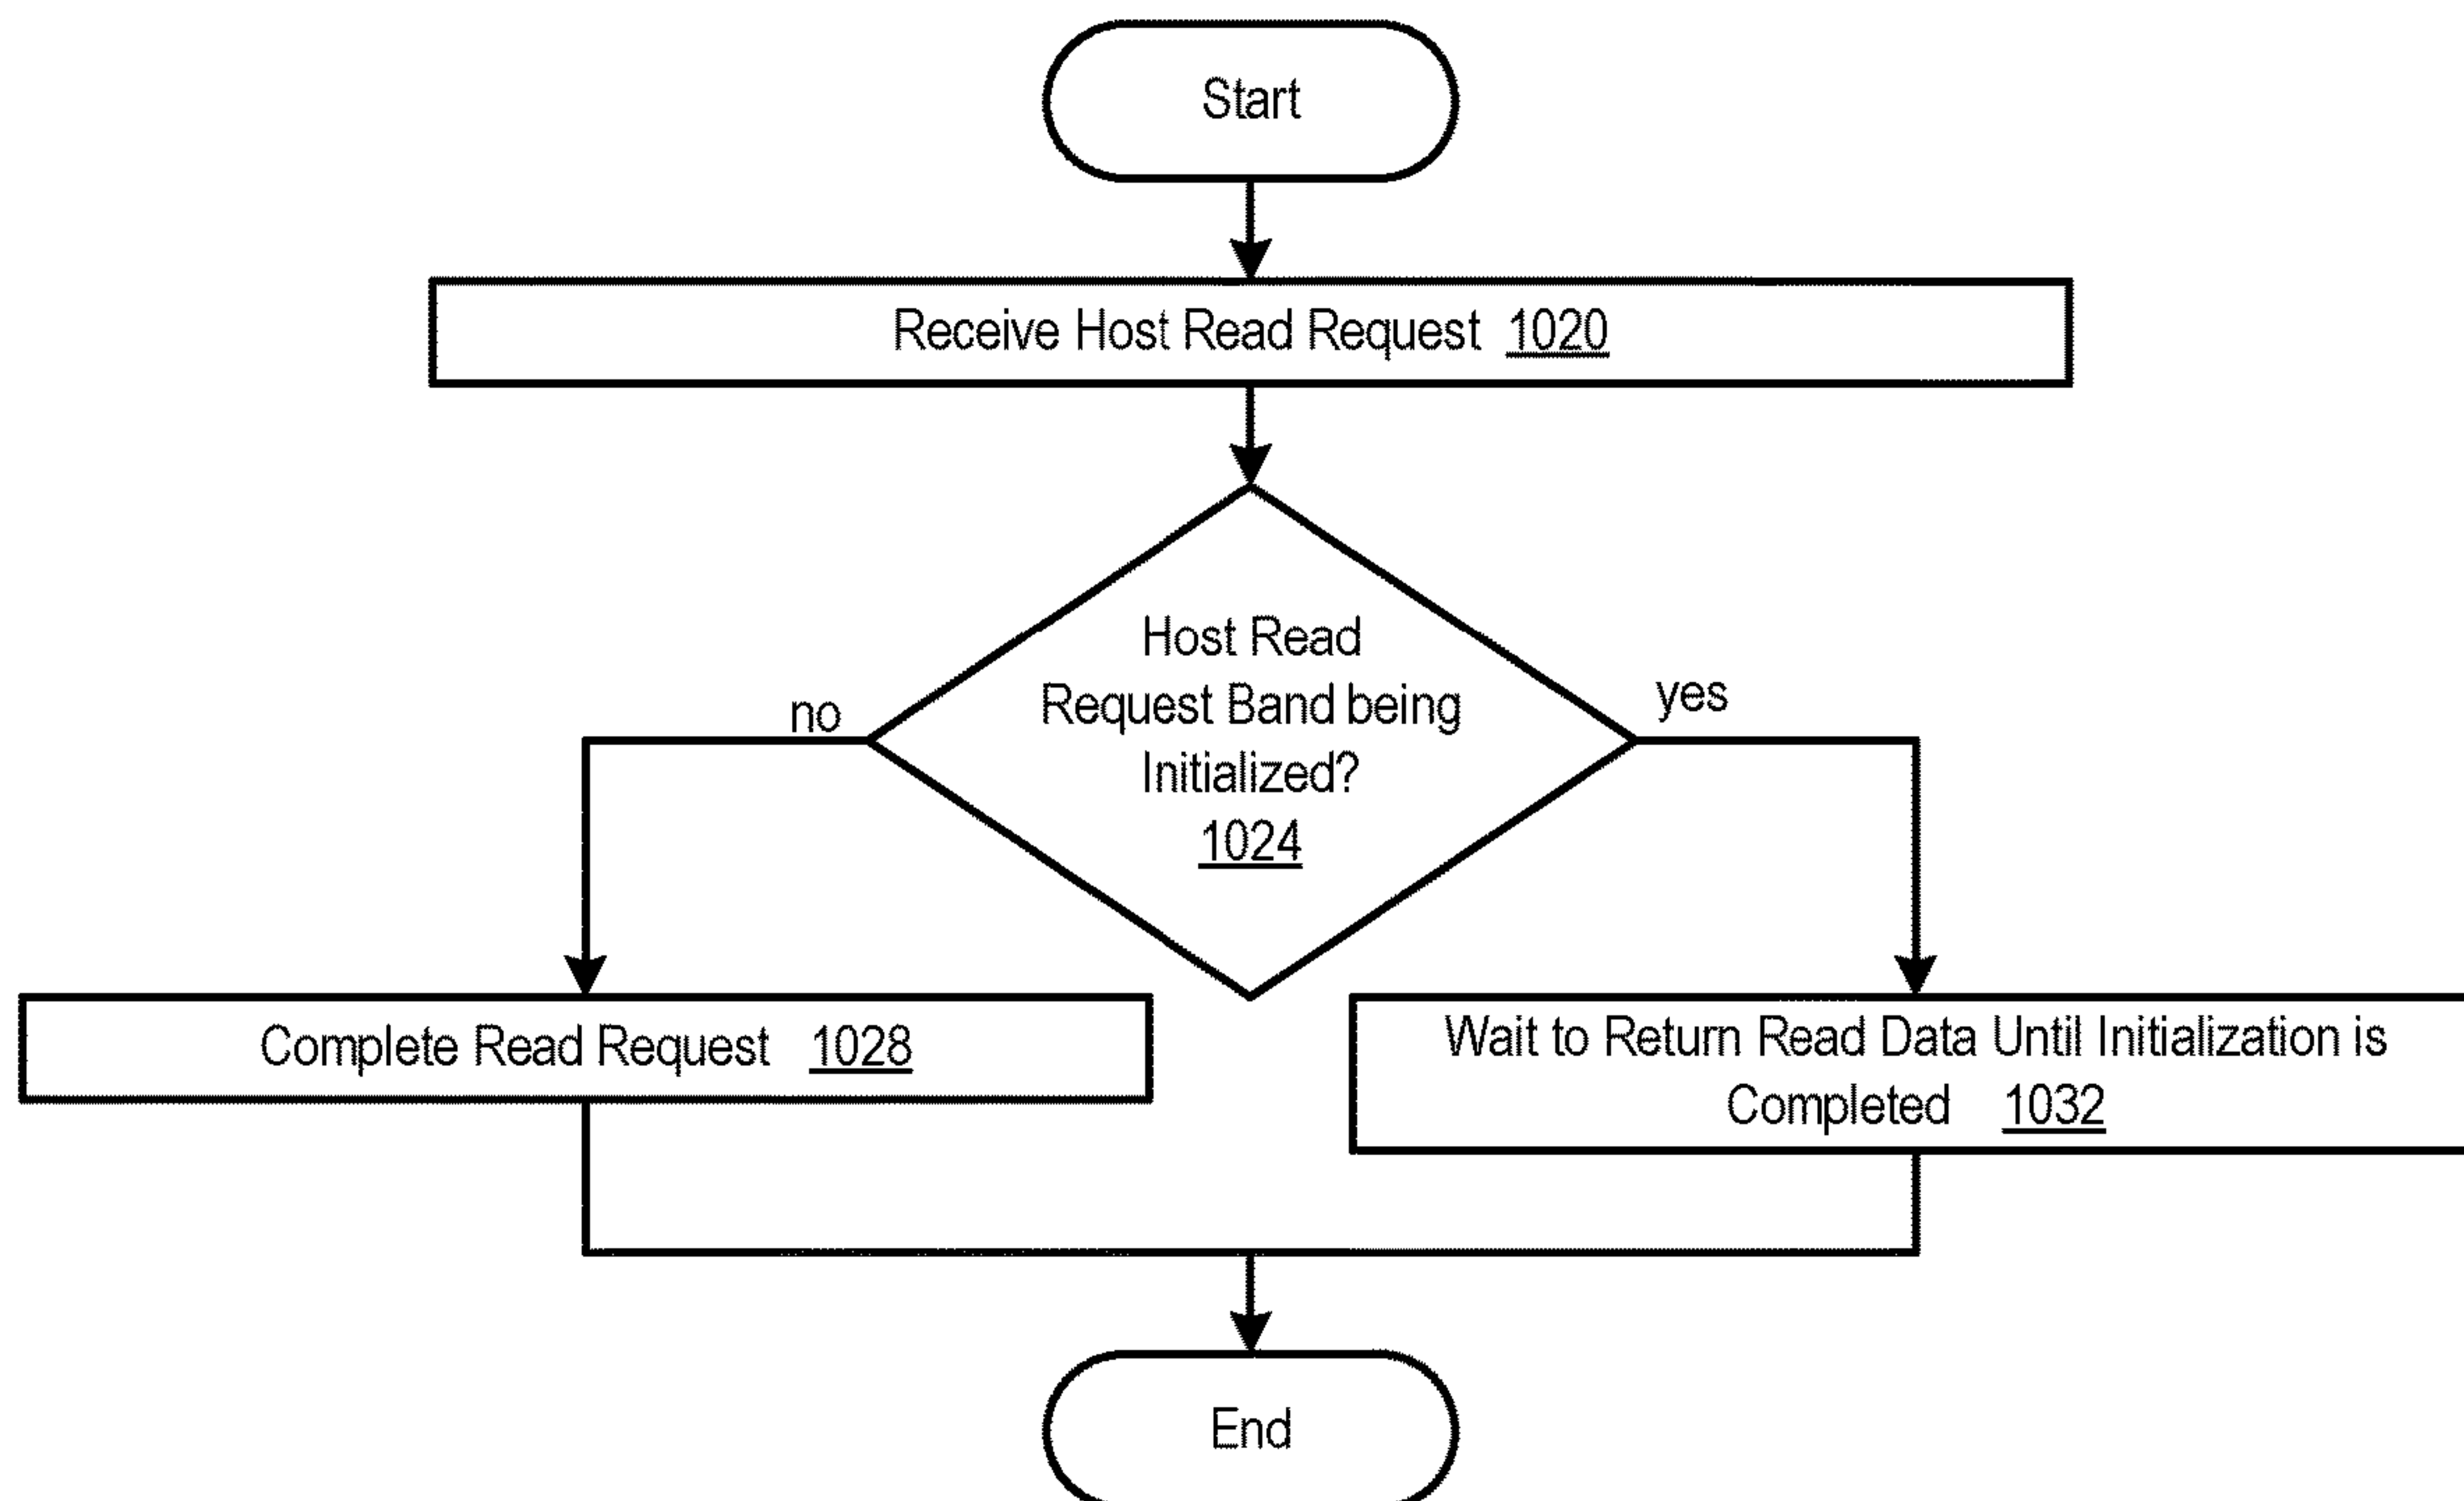 Start
Receive Host Read Request 1020
Host Read
Request Band being
Initialized?
1024
no
yes
Complete Read Request 1028
Wait to Return Read Data Until Initialization is
Completed 1032
End